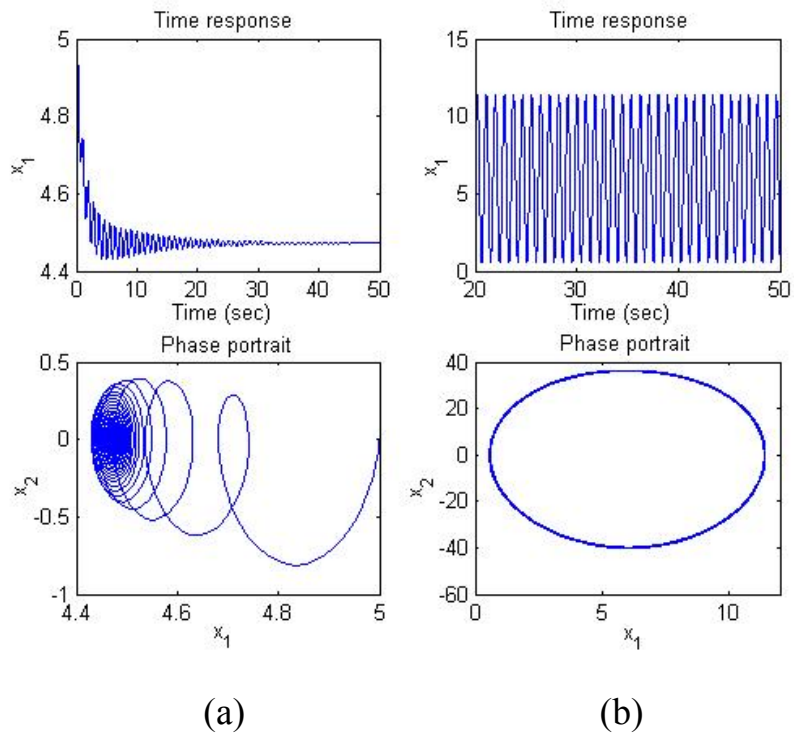 Time response
5
4.8
4.6
4.4
x1
0 10 20 30 40 50
Time (sec)
Time response
15
10
5
0
x1
20 30 40 50
Time (sec)
Phase portrait
0.5
0
-0.5
-1
x2
4.4 4.6 4.8 5
x1
Phase portrait
40
20
0
-20
-40
-60
x2
0 5 10
x1
(a) (b)